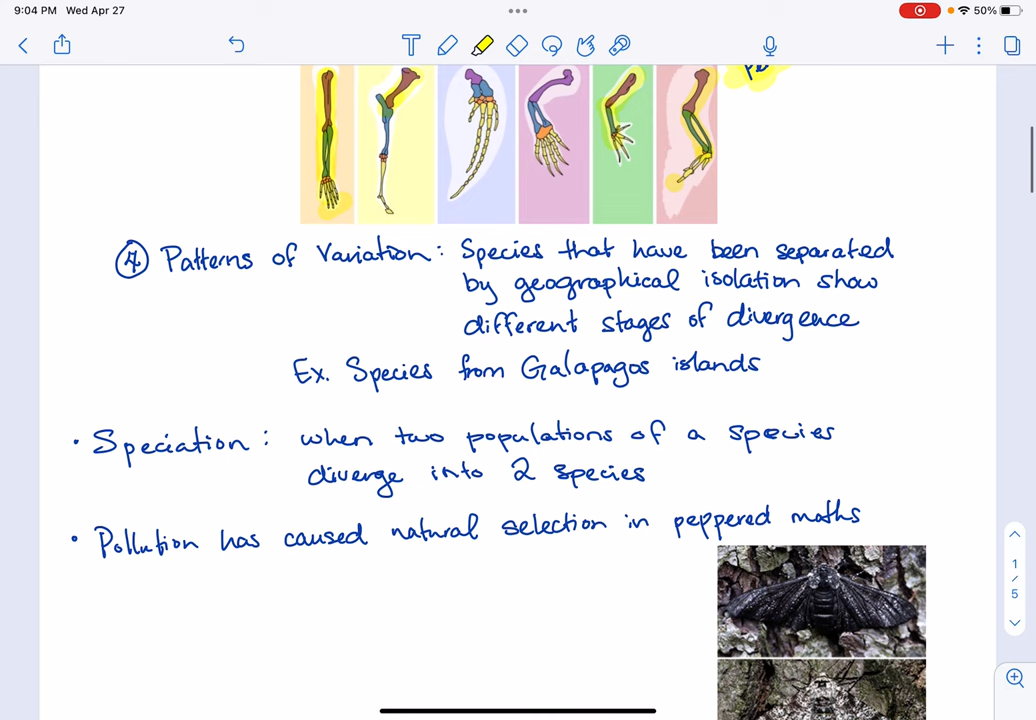 9:04 PM Wed Apr 27
50%
④ Patterns of Variation: Species that have been separated
by geographical isolation show
different stages of divergence
Ex. Species from Galapagos islands
• Speciation: when two populations of a species
diverge into 2 species
• Pollution has caused natural selection in peppered moths
1
/
5